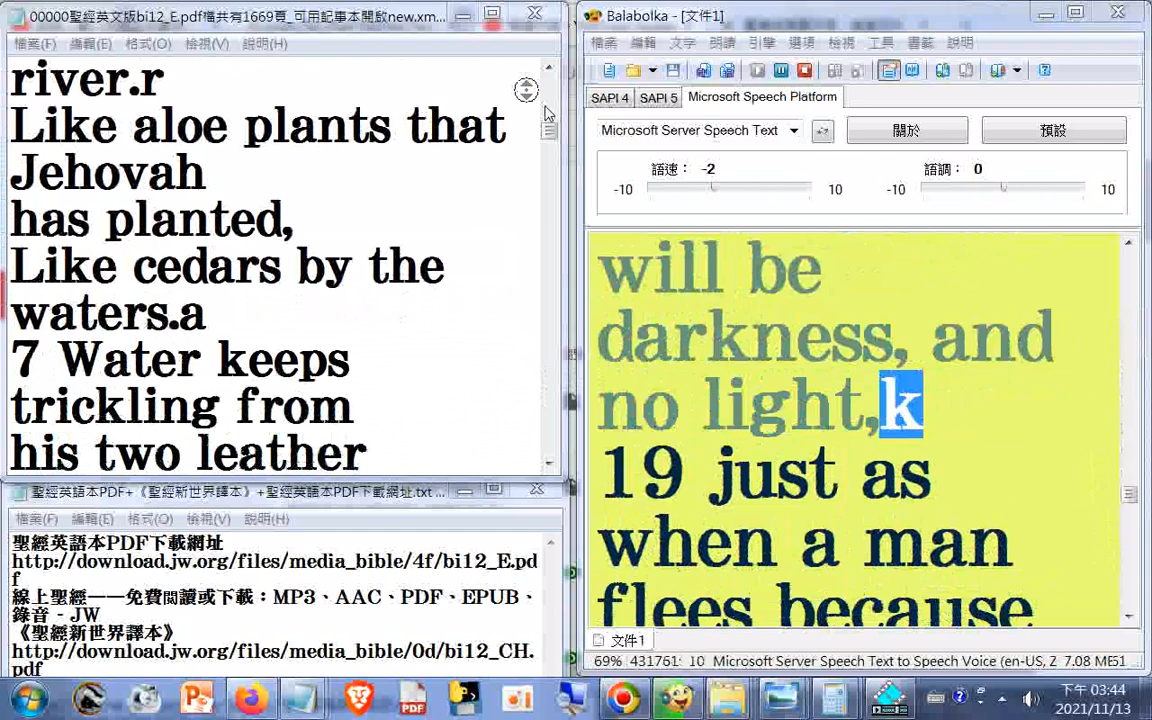 00000聖經英文版bi12_E.pdf檔共有1669頁_可用記事本開啟new.xm...
檔案(F) 編輯(E) 格式(O) 檢視(V) 說明(H)
river.r
Like aloe plants that
Jehovah
has planted,
Like cedars by the
waters.a
7 Water keeps
trickling from
his two leather
聖經英語本PDF+《聖經新世界譯本》+聖經英語本PDF下載網址.txt ...
檔案(F) 編輯(E) 格式(O) 檢視(V) 說明(H)
聖經英語本PDF下載網址
http://download.jw.org/files/media_bible/4f/bi12_E.pd
f
線上聖經——免費閱讀或下載：MP3、AAC、PDF、EPUB、
錄音 - JW
《聖經新世界譯本》
http://download.jw.org/files/media_bible/0d/bi12_CH.
pdf
Balabolka - [文件1]
檔案 編輯 文字 朗讀 引擎 選項 檢視 工具 書籤 說明
SAPI 4 SAPI 5 Microsoft Speech Platform
Microsoft Server Speech Text 關於 預設
語速： -2 語調： 0
-10 10 -10 10
will be
darkness, and
no light,k
19 just as
when a man
flees because
文件1
69% 431761: 10 Microsoft Server Speech Text to Speech Voice (en-US, Z 7.08 ME51
下午 03:44
2021/11/13